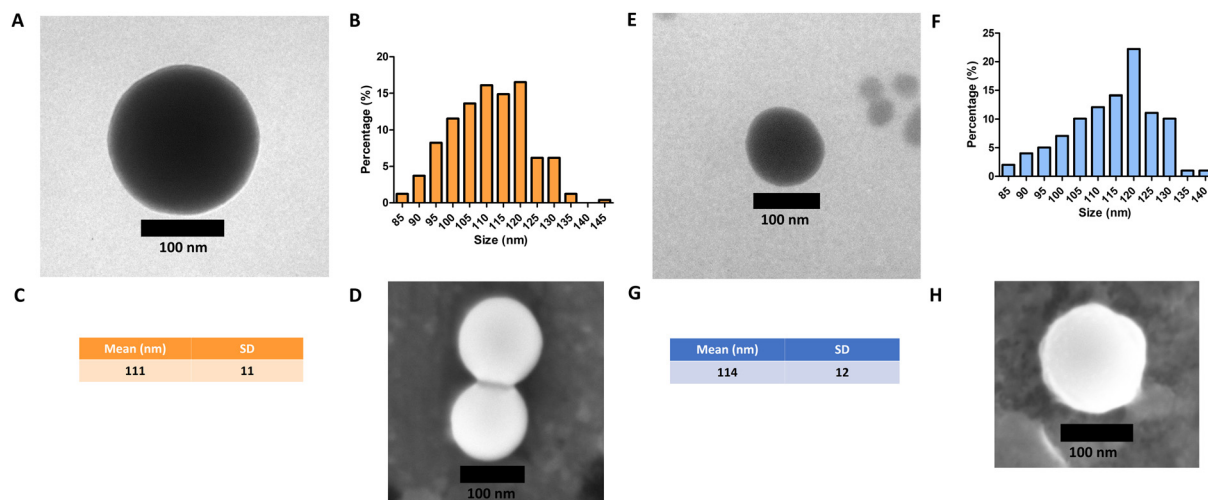 A
100 nm
B
Percentage (%)
20
15
10
5
0
85 90 95 100 105 110 115 120 125 130 135 140 145
Size (nm)
C
Mean (nm) SD
111 11
D
100 nm
E
100 nm
F
Percentage (%)
25
20
15
10
5
0
85 90 95 100 105 110 115 120 125 130 135 140
Size (nm)
G
Mean (nm) SD
114 12
H
100 nm